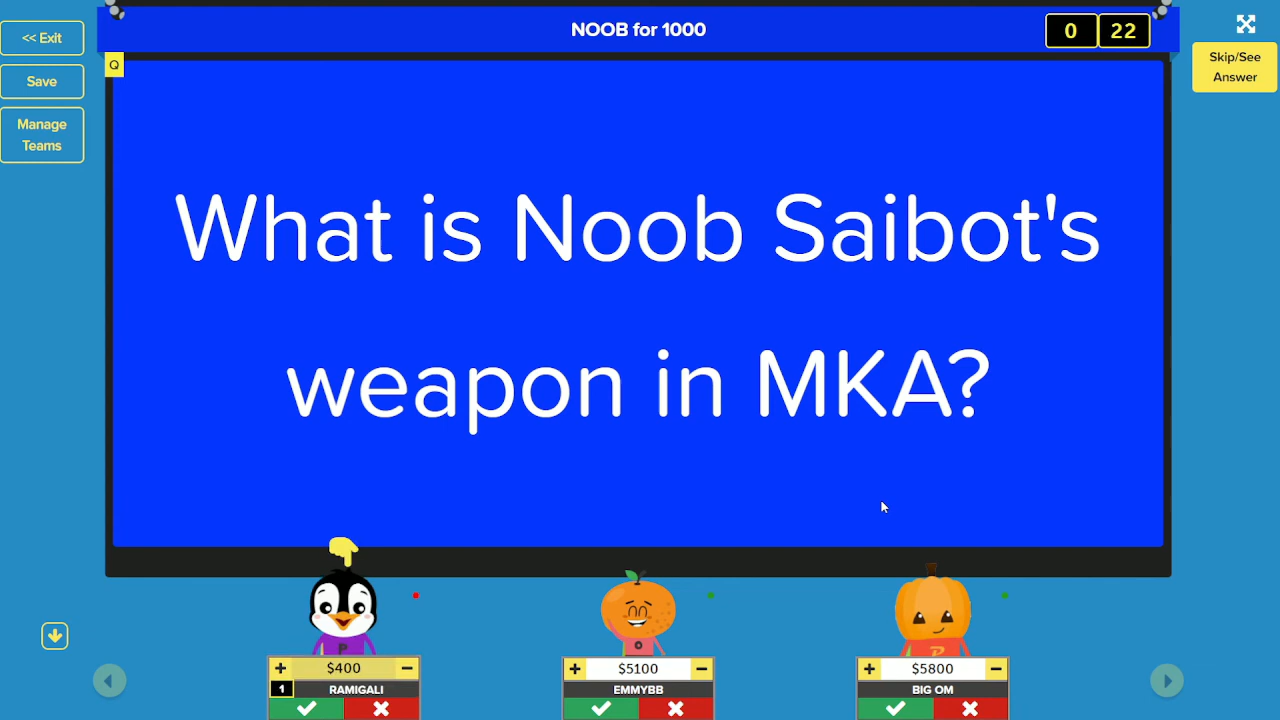 << Exit
Save
Manage
Teams
NOOB for 1000
0 22
Skip/See
Answer
Q
What is Noob Saibot's
weapon in MKA?
P
O
P
+ $400 −
+ $5100 −
+ $5800 −
1 RAMIGALI
EMMYBB
BIG OM